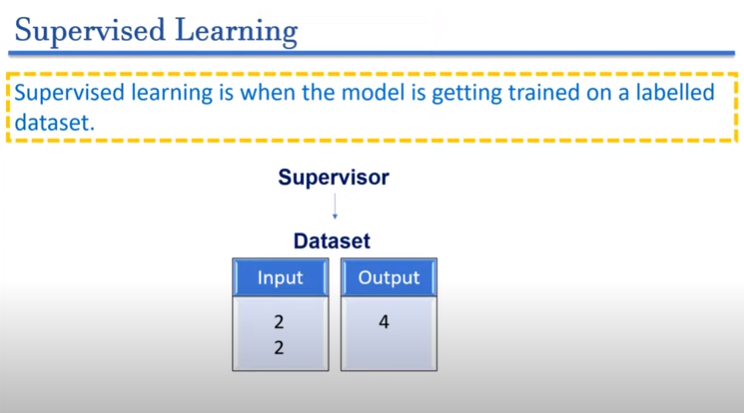 Supervised Learning
Supervised learning is when the model is getting trained on a labelled
dataset.
Supervisor
Dataset
Input Output
2 4
2